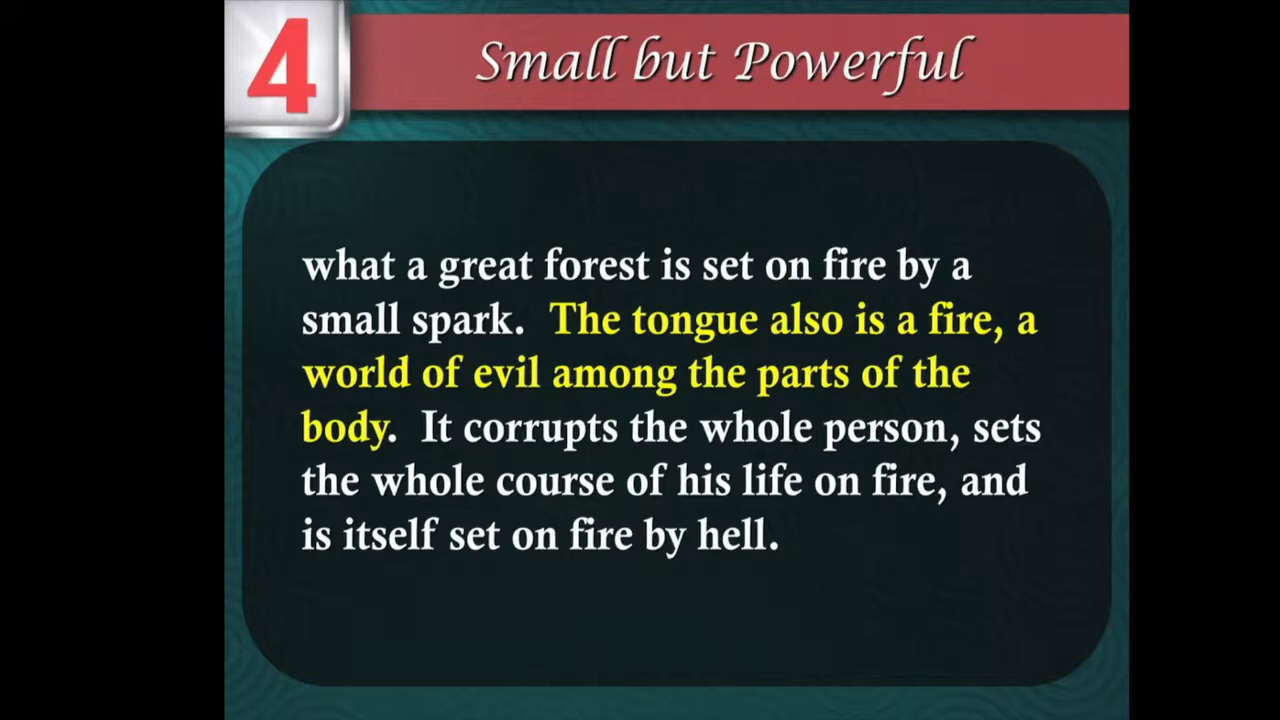 4
Small but Powerful
what a great forest is set on fire by a
small spark. The tongue also is a fire, a
world of evil among the parts of the
body. It corrupts the whole person, sets
the whole course of his life on fire, and
is itself set on fire by hell.